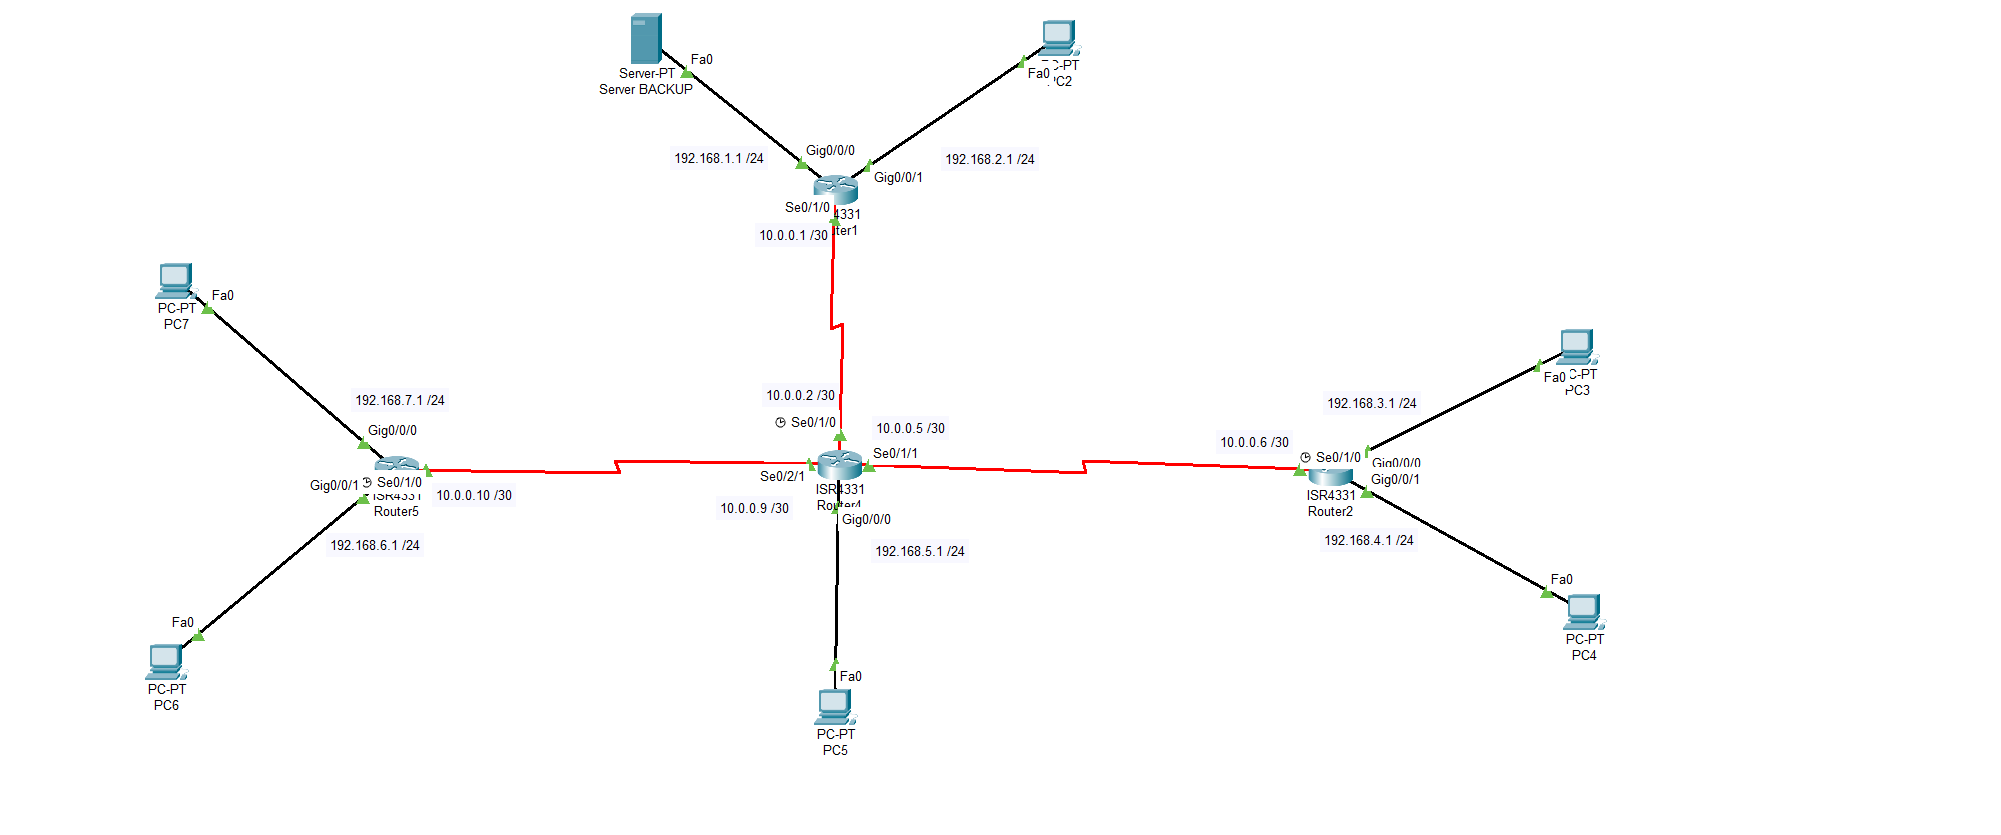 Fa0
Server-PT
Server BACKUP
Fa0
C-PT
PC2
192.168.1.1 /24
Gig0/0/0
192.168.2.1 /24
Gig0/0/1
Se0/1/0
4331
ter1
10.0.0.1 /30
Fa0
PC-PT
PC7
192.168.7.1 /24
Gig0/0/0
Gig0/0/1
Se0/1/0
ISR4331
Router5
10.0.0.10 /30
192.168.6.1 /24
Fa0
PC-PT
PC6
10.0.0.2 /30
Se0/1/0
10.0.0.5 /30
Se0/1/1
Se0/2/1
ISR4331
Router4
10.0.0.9 /30
Gig0/0/0
192.168.5.1 /24
Fa0
PC-PT
PC5
Fa0
C-PT
PC3
192.168.3.1 /24
10.0.0.6 /30
Se0/1/0
Gig0/0/0
Gig0/0/1
ISR4331
Router2
192.168.4.1 /24
Fa0
PC-PT
PC4